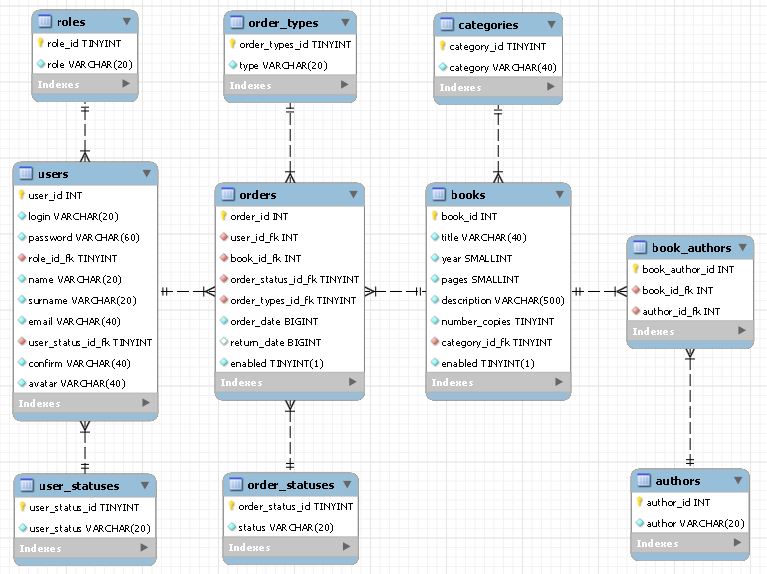 roles
role_id TINYINT
role VARCHAR(20)
Indexes
order_types
order_types_id TINYINT
type VARCHAR(20)
Indexes
categories
category_id TINYINT
category VARCHAR(40)
Indexes
users
user_id INT
login VARCHAR(20)
password VARCHAR(60)
role_id_fk TINYINT
name VARCHAR(20)
surname VARCHAR(20)
email VARCHAR(40)
user_status_id_fk TINYINT
confirm VARCHAR(40)
avatar VARCHAR(40)
Indexes
orders
order_id INT
user_id_fk INT
book_id_fk INT
order_status_id_fk TINYINT
order_types_id_fk TINYINT
order_date BIGINT
return_date BIGINT
enabled TINYINT(1)
Indexes
books
book_id INT
title VARCHAR(40)
year SMALLINT
pages SMALLINT
description VARCHAR(500)
number_copies TINYINT
category_id_fk TINYINT
enabled TINYINT(1)
Indexes
book_authors
book_author_id INT
book_id_fk INT
author_id_fk INT
Indexes
user_statuses
user_status_id TINYINT
user_status VARCHAR(20)
Indexes
order_statuses
order_status_id TINYINT
status VARCHAR(20)
Indexes
authors
author_id INT
author VARCHAR(20)
Indexes